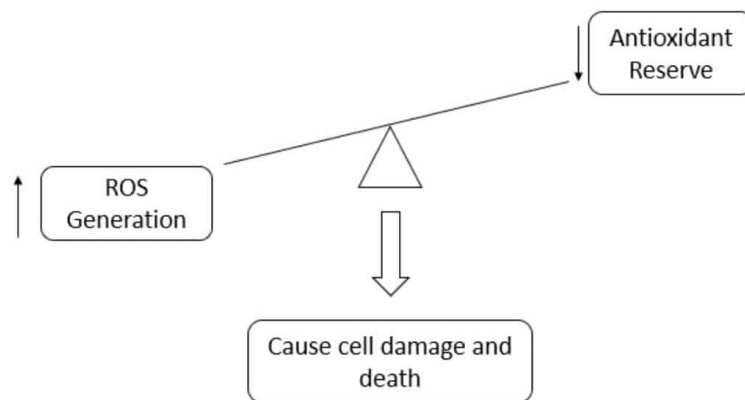 Antioxidant
Reserve
ROS
Generation
Cause cell damage and
death